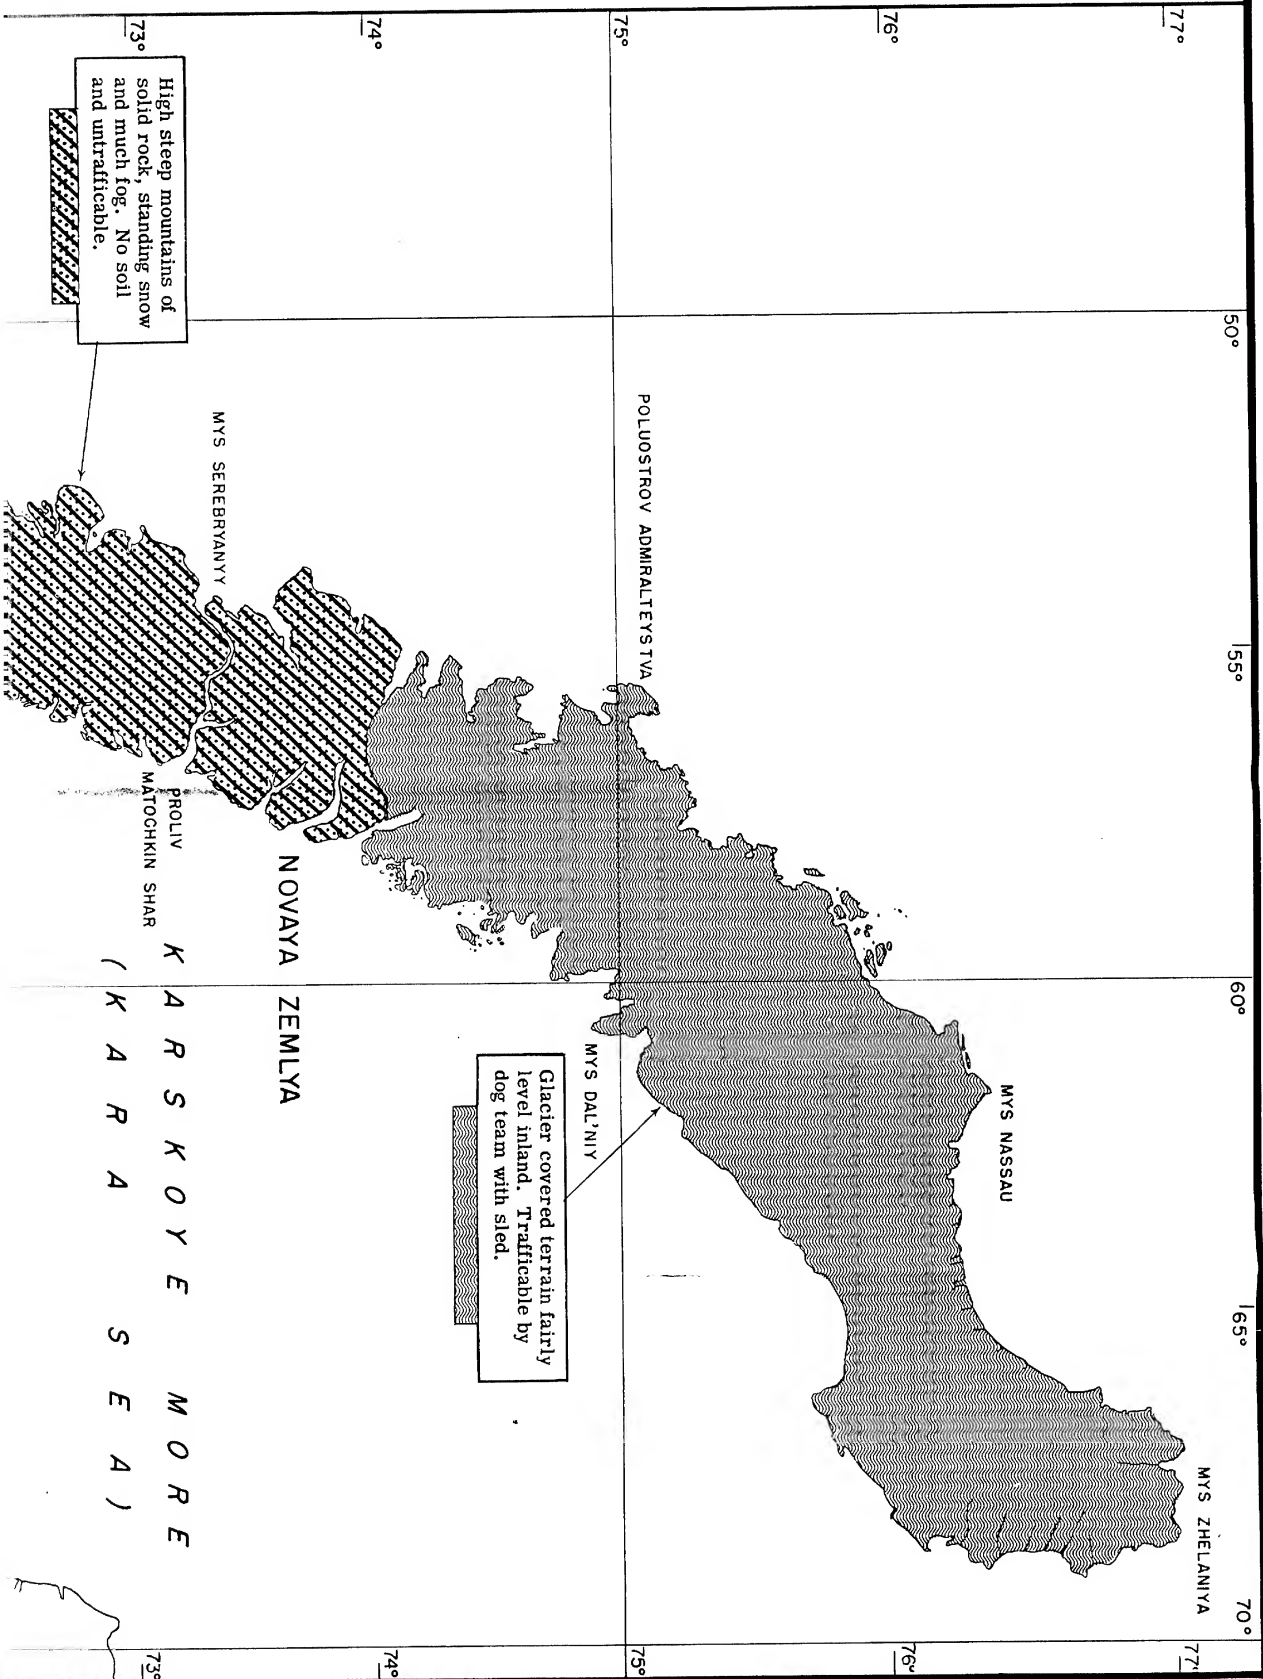 50°
55°
60°
65°
70°
77°
77°
MYS ZHELANIYA
MYS NASSAU
76°
76°
POLUOSTROV ADMIRALTEYSTVA
75°
75°
MYS DAL'NIY
Glacier covered terrain fairly
level inland. Trafficable by
dog team with sled.
74°
74°
NOVAYA ZEMLYA
MYS SEREBRYANYY
PROLIV
MATOCHKIN SHAR
KARSKOYE MORE
(KARA SEA)
73°
73°
High steep mountains of
solid rock, standing snow
and much fog. No soil
and untrafficable.